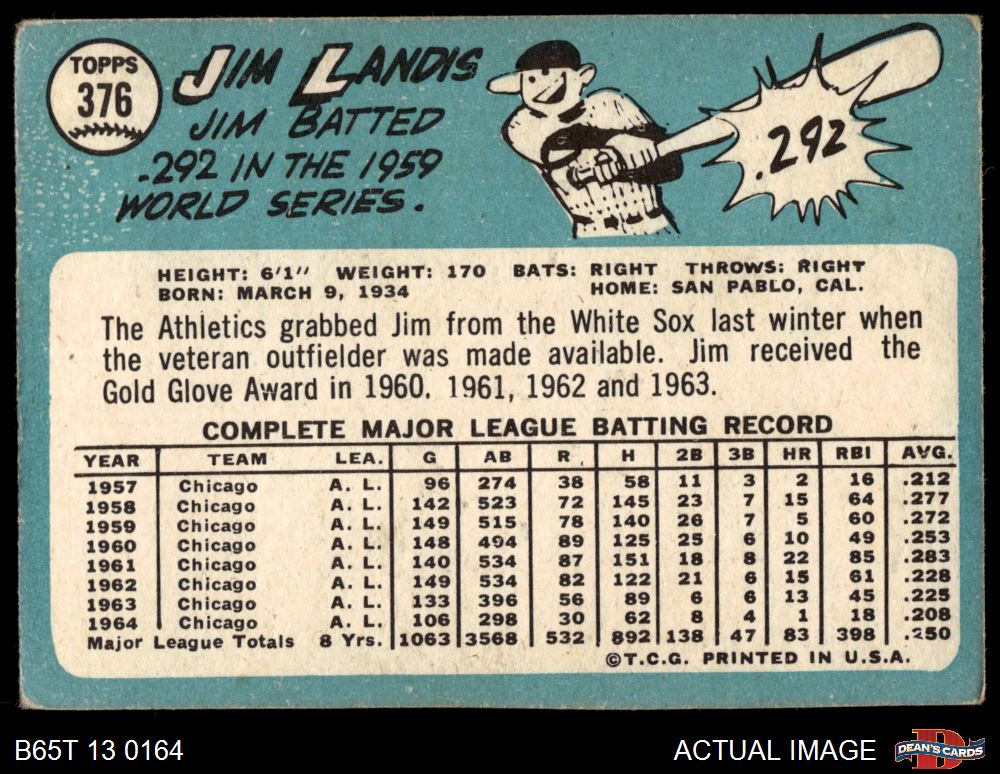 TOPPS
376
JIM LANDIS
JIM BATTED
.292 IN THE 1959
WORLD SERIES.
.292
HEIGHT: 6'1" WEIGHT: 170 BATS: RIGHT THROWS: RIGHT
BORN: MARCH 9, 1934 HOME: SAN PABLO, CAL.
The Athletics grabbed Jim from the White Sox last winter when
the veteran outfielder was made available. Jim received the
Gold Glove Award in 1960, 1961, 1962 and 1963.
COMPLETE MAJOR LEAGUE BATTING RECORD
YEAR TEAM LEA. G AB R H 2B 3B HR RBI AVG.
1957 Chicago A. L. 96 274 38 58 11 3 2 16 .212
1958 Chicago A. L. 142 523 72 145 23 7 15 64 .277
1959 Chicago A. L. 149 515 78 140 26 7 5 60 .272
1960 Chicago A. L. 148 494 89 125 25 6 10 49 .253
1961 Chicago A. L. 140 534 87 151 18 8 22 85 .283
1962 Chicago A. L. 149 534 82 122 21 6 15 61 .228
1963 Chicago A. L. 133 396 56 89 6 6 13 45 .225
1964 Chicago A. L. 106 298 30 62 8 4 1 18 .208
Major League Totals 8 Yrs. 1063 3568 532 892 138 47 83 398 .250
©T.C.G. PRINTED IN U.S.A.
B65T 13 0164 ACTUAL IMAGE DEAN'S CARDS